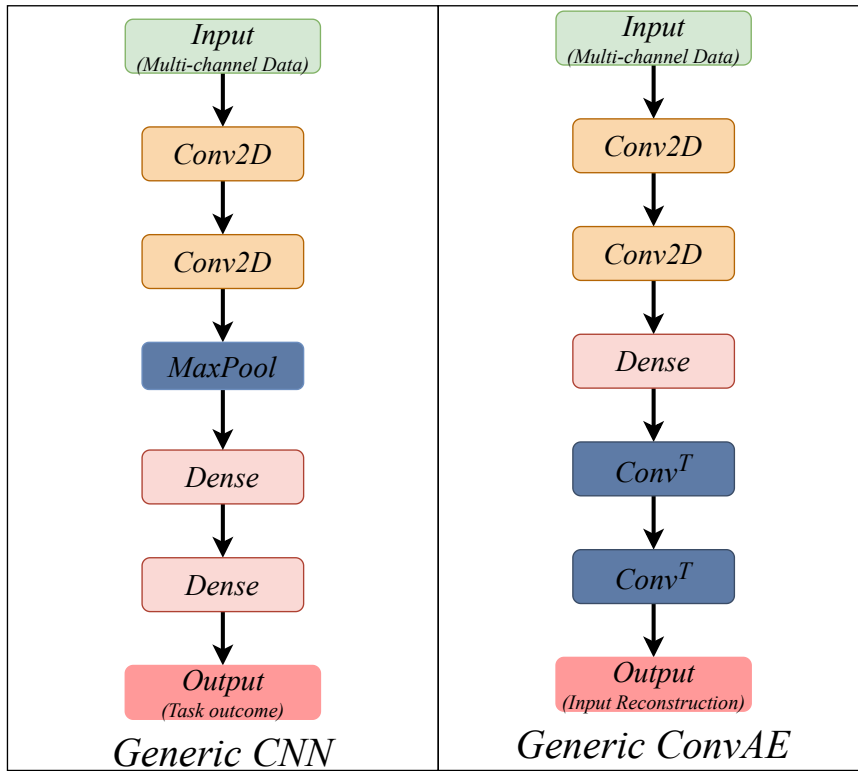 Input
(Multi-channel Data)
Conv2D
Conv2D
MaxPool
Dense
Dense
Output
(Task outcome)
Generic CNN
Input
(Multi-channel Data)
Conv2D
Conv2D
Dense
Conv^T
Conv^T
Output
(Input Reconstruction)
Generic ConvAE